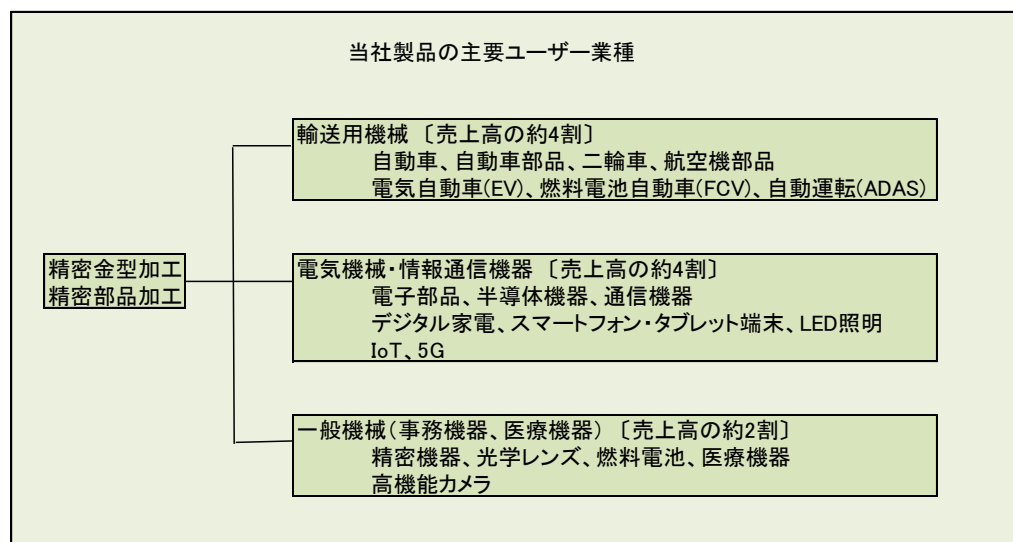 当社製品の主要ユーザー業種
輸送用機械 〔売上高の約4割〕
自動車、自動車部品、二輪車、航空機部品
電気自動車(EV)、燃料電池自動車(FCV)、自動運転(ADAS)
精密金型加工
精密部品加工
電気機械・情報通信機器 〔売上高の約4割〕
電子部品、半導体機器、通信機器
デジタル家電、スマートフォン・タブレット端末、LED照明
IoT、5G
一般機械(事務機器、医療機器) 〔売上高の約2割〕
精密機器、光学レンズ、燃料電池、医療機器
高機能カメラ